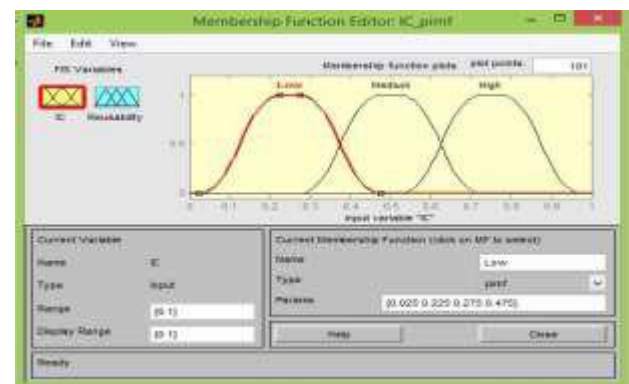 Membership Function Editor: IC_pimf
File Edit View
FIS Variables
Membership function plots plot points: 181
IC Reusability
Low Medium High
1
0.5
0
0 0.1 0.2 0.3 0.4 0.5 0.6 0.7 0.8 0.9 1
input variable "IC"
Current Variable
Name IC
Type input
Range [0 1]
Display Range [0 1]
Current Membership Function (click on MF to select)
Name Low
Type pimf
Params [0.025 0.225 0.275 0.475]
Help Close
Ready